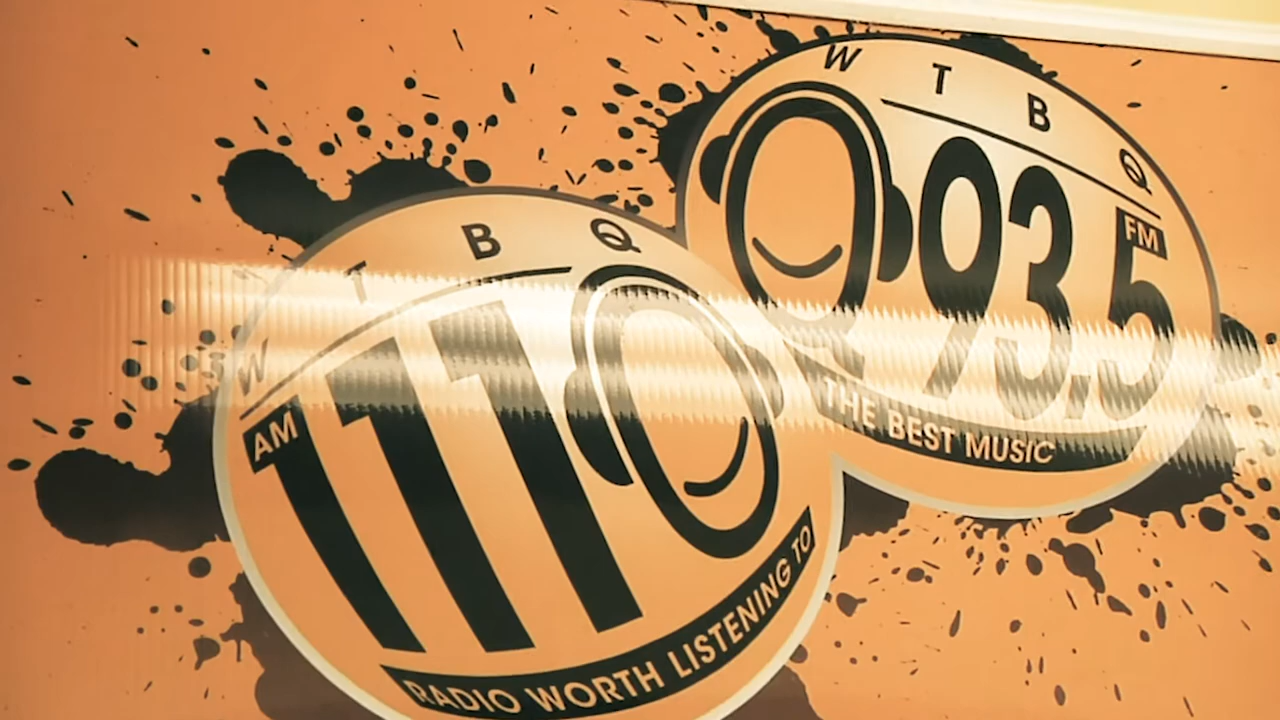 W T B Q
93.5
FM
THE BEST MUSIC
W T B Q
AM
1110
RADIO WORTH LISTENING TO